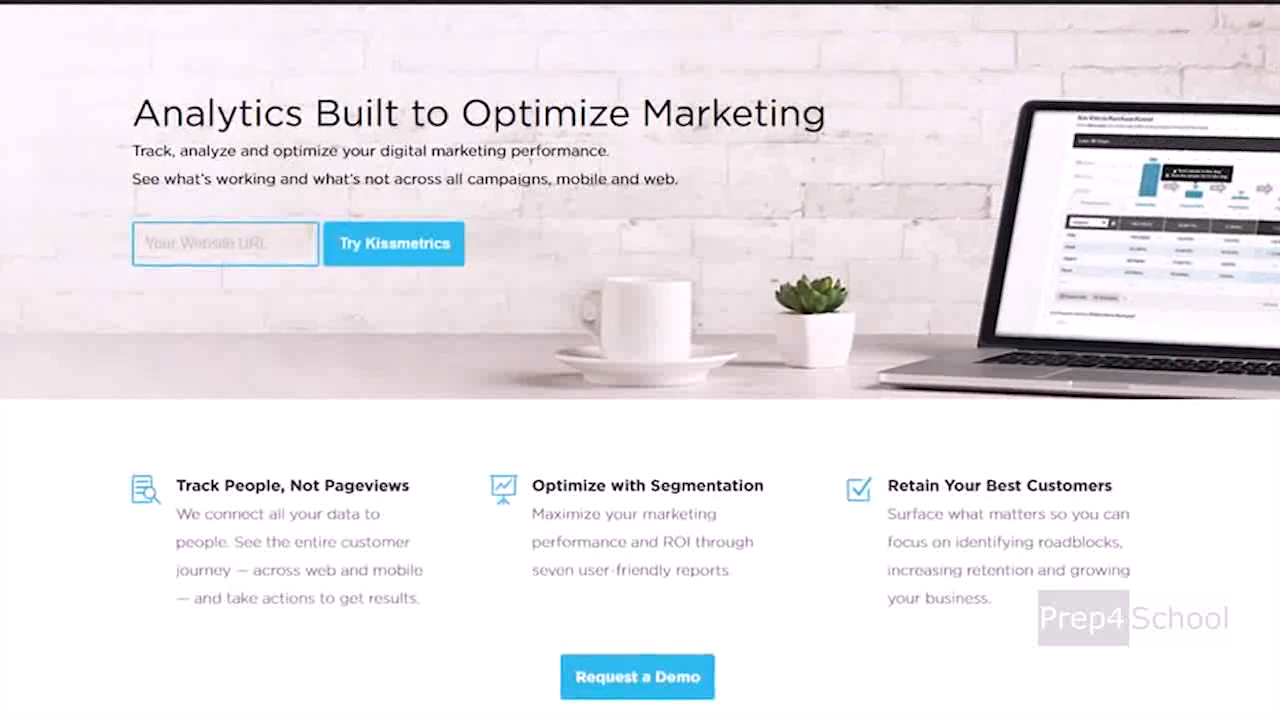 Analytics Built to Optimize Marketing
Track, analyze and optimize your digital marketing performance.
See what's working and what's not across all campaigns, mobile and web.
Your Website URL
Try Kissmetrics
Track People, Not Pageviews
We connect all your data to
people. See the entire customer
journey — across web and mobile
— and take actions to get results.
Optimize with Segmentation
Maximize your marketing
performance and ROI through
seven user-friendly reports.
Retain Your Best Customers
Surface what matters so you can
focus on identifying roadblocks,
increasing retention and growing
your business.
Prep4School
Request a Demo